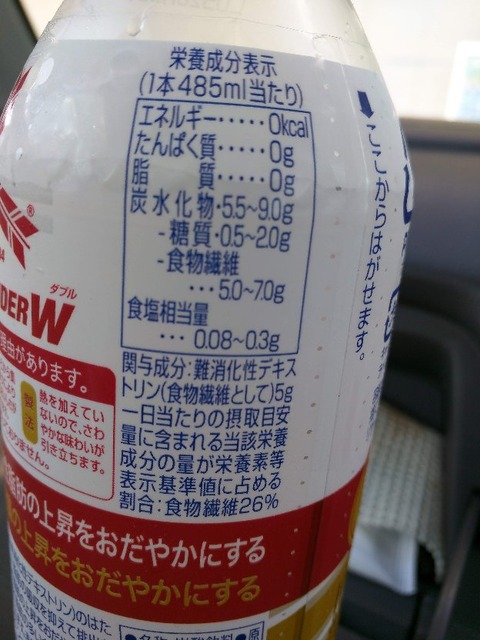 栄養成分表示
(1本485ml当たり)
エネルギー‥‥‥0kcal
たんぱく質‥‥‥0g
脂　　質‥‥‥0g
炭水化物‥5.5~9.0g
-糖質‥0.5~2.0g
-食物繊維
‥‥5.0~7.0g
食塩相当量
‥‥0.08~0.3g
関与成分：難消化性デキス
トリン(食物繊維として)5g
一日当たりの摂取目安
量に含まれる当該栄養
成分の量が栄養素等
表示基準値に占める
割合：食物繊維26%
ここからはがせます。
®
ダブル
DERW
理由があります。
製法
熱を加えてい
ないので、さわ
やかな味わいが
引き立ちます。
脂肪の上昇をおだやかにする
の上昇をおだやかにする